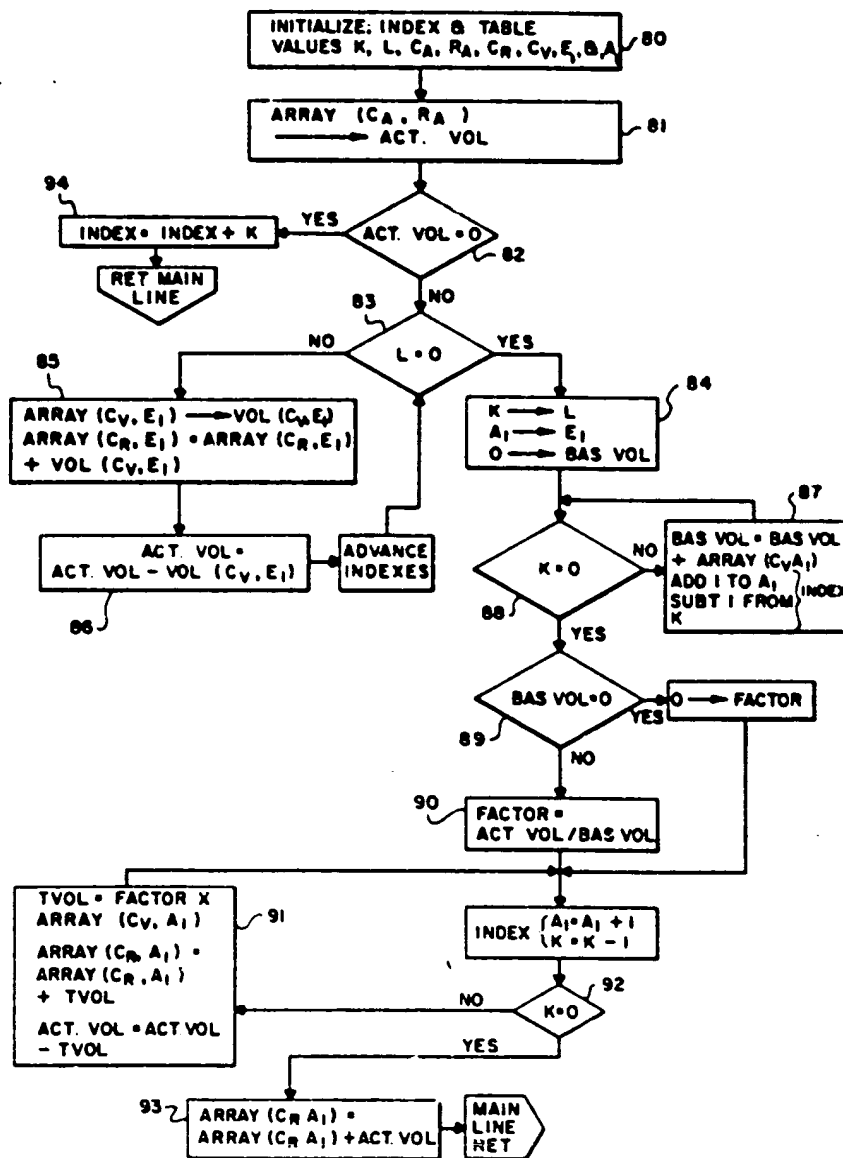 INITIALIZE; INDEX & TABLE
VALUES K, L, CA, RA, CR, CV, E, B, A
80
ARRAY (CA, RA)
ACT. VOL
81
94
YES
INDEX = INDEX + K
ACT. VOL = 0
82
RET MAIN
LINE
NO
83
NO
L = 0
YES
85
84
ARRAY (CV, E1) VOL (CV, E1)
ARRAY (CR, E1) = ARRAY (CR, E1)
+ VOL (CV, E1)
K L
A1 E1
0 BAS VOL
87
ACT. VOL =
ACT. VOL – VOL (CV, E1)
86
ADVANCE
INDEXES
K = 0
88
NO
BAS VOL = BAS VOL
+ ARRAY (CVA1)
ADD 1 TO A1
SUBT 1 FROM
K
INDEX
YES
BAS VOL = 0
89
YES
0 FACTOR
NO
90
FACTOR =
ACT VOL / BAS VOL
TVOL = FACTOR X
ARRAY (CV, A1)
ARRAY (CR, A1) =
ARRAY (CR, A1)
+ TVOL
ACT. VOL = ACT VOL
– TVOL
91
INDEX
A1 = A1 + 1
K = K – 1
92
NO
K = 0
YES
93
ARRAY (CR A1) =
ARRAY (CR A1) + ACT. VOL
MAIN
LINE
RET